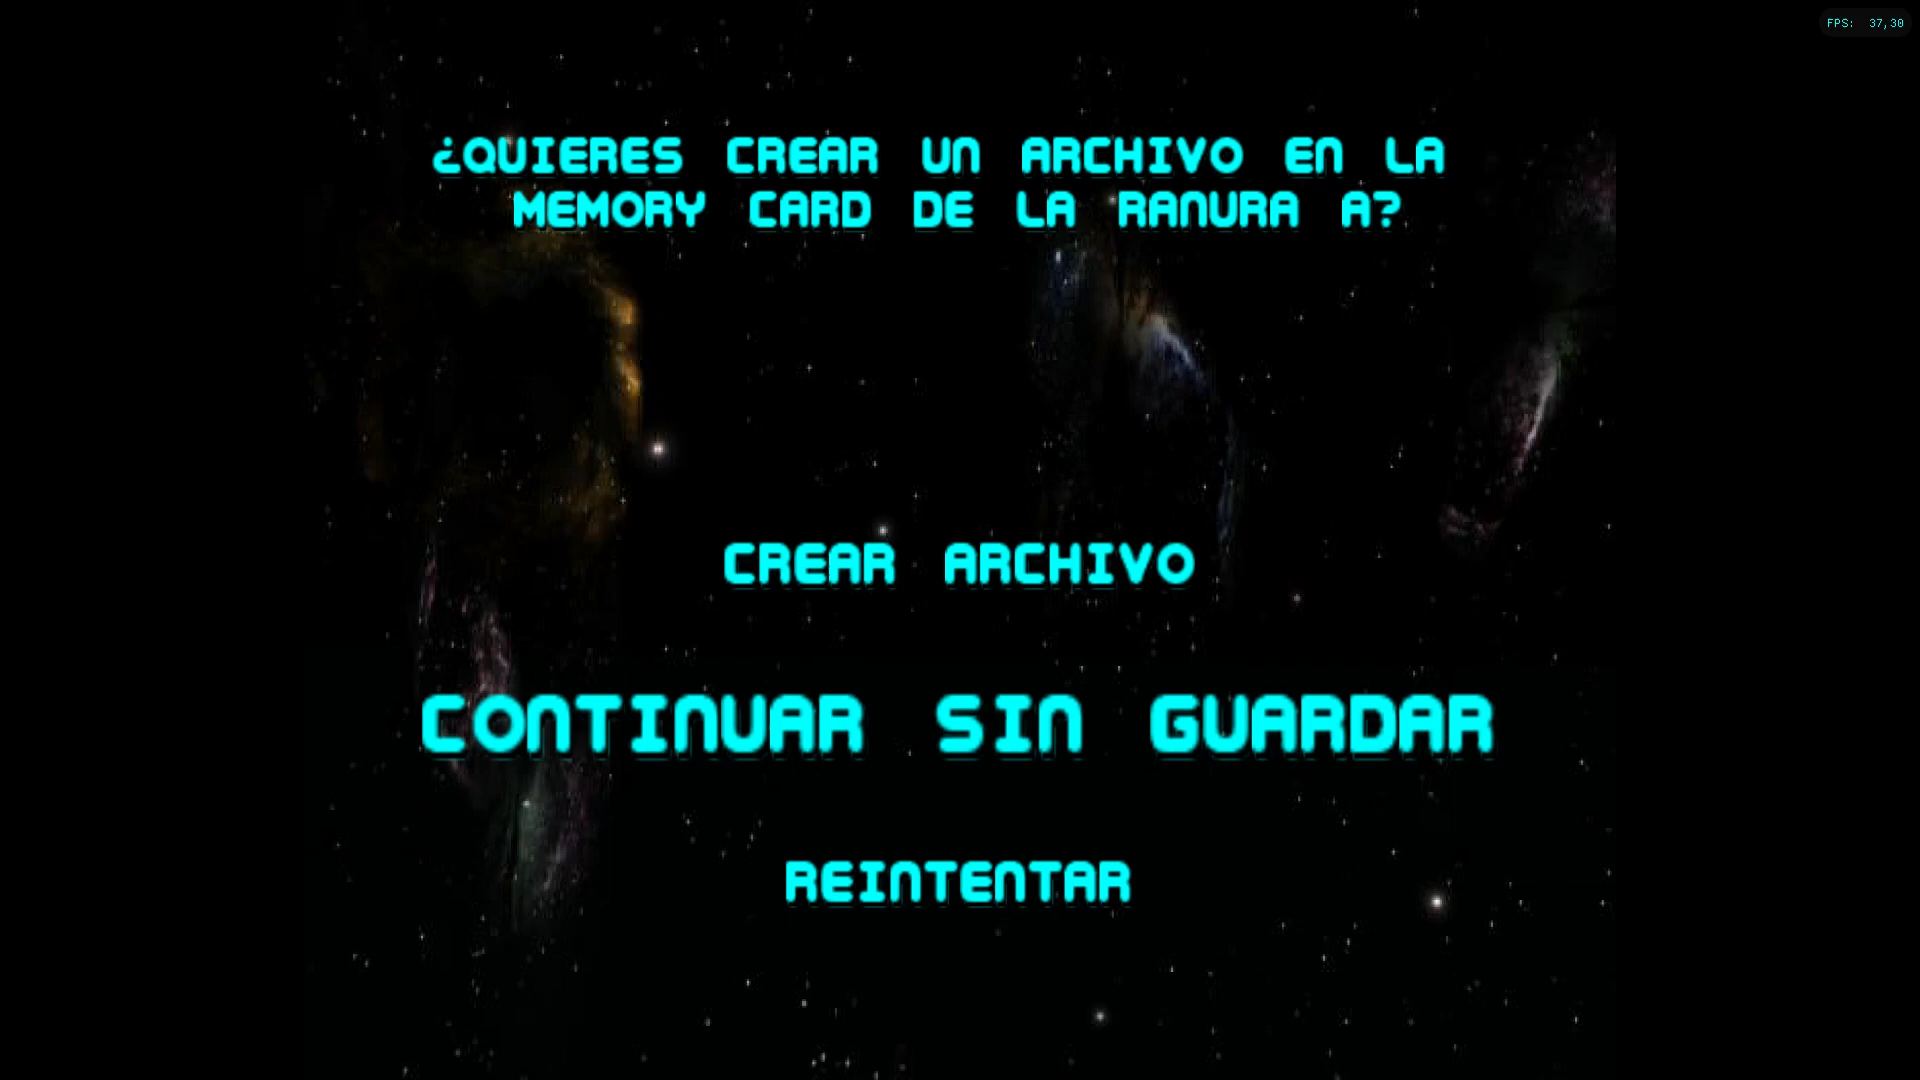 FPS: 37,30
¿QUIERES CREAR UN ARCHIVO EN LA
MEMORY CARD DE LA RANURA A?
CREAR ARCHIVO
CONTINUAR SIN GUARDAR
REINTENTAR